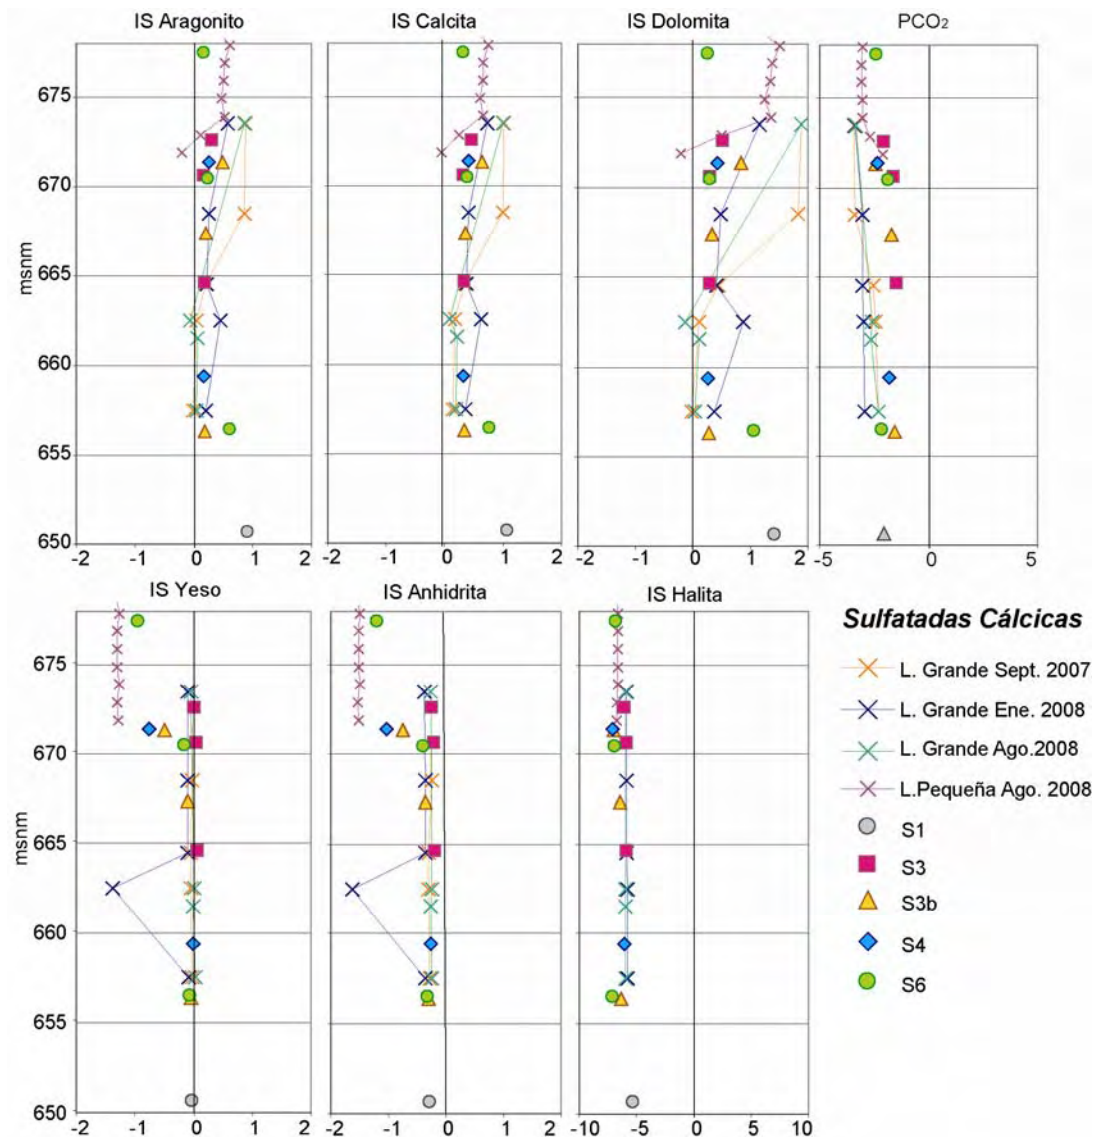 IS Aragonito IS Calcita IS Dolomita PCO₂
msnm
675
670
665
660
655
650
-2 -1 0 1 2
-2 -1 0 1 2
-2 -1 0 1 2
-5 0 5
IS Yeso IS Anhidrita IS Halita
msnm
675
670
665
660
655
650
-2 -1 0 1 2
-2 -1 0 1 2
-10 -5 0 5 10
Sulfatadas Cálcicas
L. Grande Sept. 2007
L. Grande Ene. 2008
L. Grande Ago.2008
L.Pequeña Ago. 2008
S1
S3
S3b
S4
S6